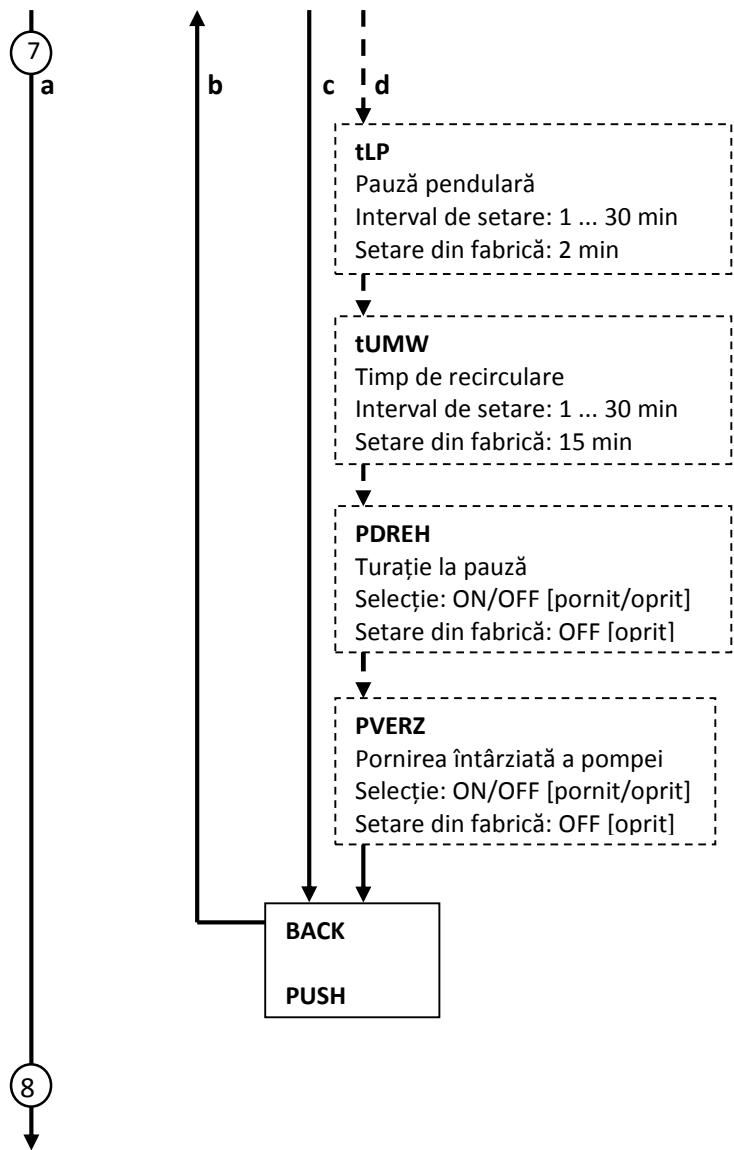 7
a
b
c
d
tLP
Pauză pendulară
Interval de setare: 1 ... 30 min
Setare din fabrică: 2 min
tUMW
Timp de recirculare
Interval de setare: 1 ... 30 min
Setare din fabrică: 15 min
PDREH
Turație la pauză
Selecție: ON/OFF [pornit/oprit]
Setare din fabrică: OFF [oprit]
PVERZ
Pornirea întârziată a pompei
Selecție: ON/OFF [pornit/oprit]
Setare din fabrică: OFF [oprit]
BACK
PUSH
8